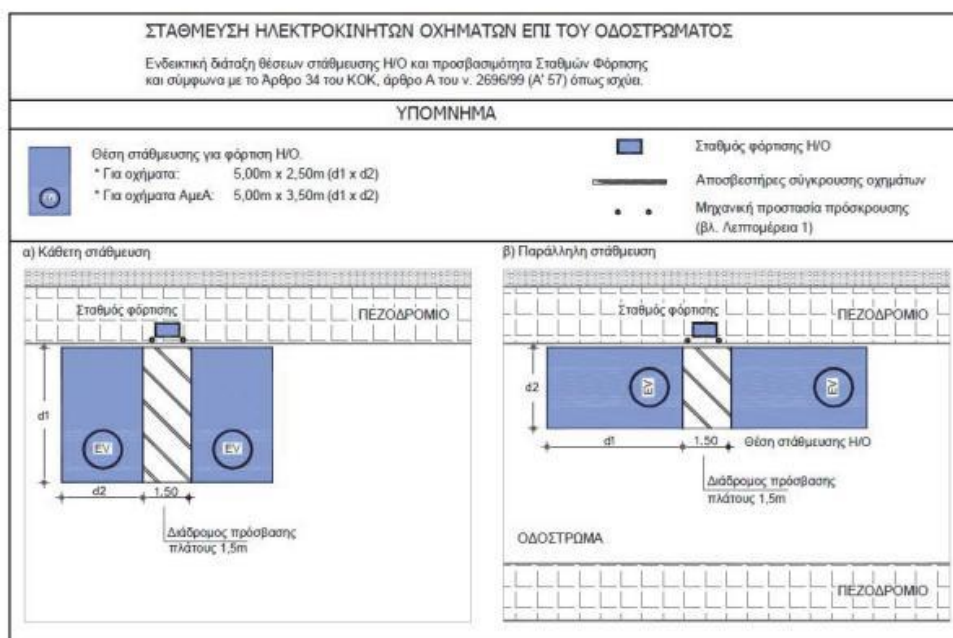 ΣΤΑΘΜΕΥΣΗ ΗΛΕΚΤΡΟΚΙΝΗΤΩΝ ΟΧΗΜΑΤΩΝ ΕΠΙ ΤΟΥ ΟΔΟΣΤΡΩΜΑΤΟΣ
Ενδεικτική διάταξη θέσεων στάθμευσης Η/Ο και προσβασιμότητα Σταθμών Φόρτισης
και σύμφωνα με το Άρθρο 34 του ΚΟΚ, άρθρο Α του ν. 2696/99 (Α' 57) όπως ισχύει.
ΥΠΟΜΝΗΜΑ
Θέση στάθμευσης για φόρτιση Η/Ο.
* Για οχήματα: 5,00m x 2,50m (d1 x d2)
* Για οχήματα ΑμεΑ: 5,00m x 3,50m (d1 x d2)
Σταθμός φόρτισης Η/Ο
Αποσβεστήρες σύγκρουσης οχημάτων
Μηχανική προστασία πρόσκρουσης
(βλ. Λεπτομέρεια 1)
α) Κάθετη στάθμευση
Σταθμός φόρτισης
ΠΕΖΟΔΡΟΜΙΟ
d1
EV
EV
d2
1.50
Διάδρομος πρόσβασης
πλάτους 1,5m
β) Παράλληλη στάθμευση
Σταθμός φόρτισης
ΠΕΖΟΔΡΟΜΙΟ
d2
EV
EV
d1
1.50
Θέση στάθμευσης Η/Ο
Διάδρομος πρόσβασης
πλάτους 1,5m
ΟΔΟΣΤΡΩΜΑ
ΠΕΖΟΔΡΟΜΙΟ